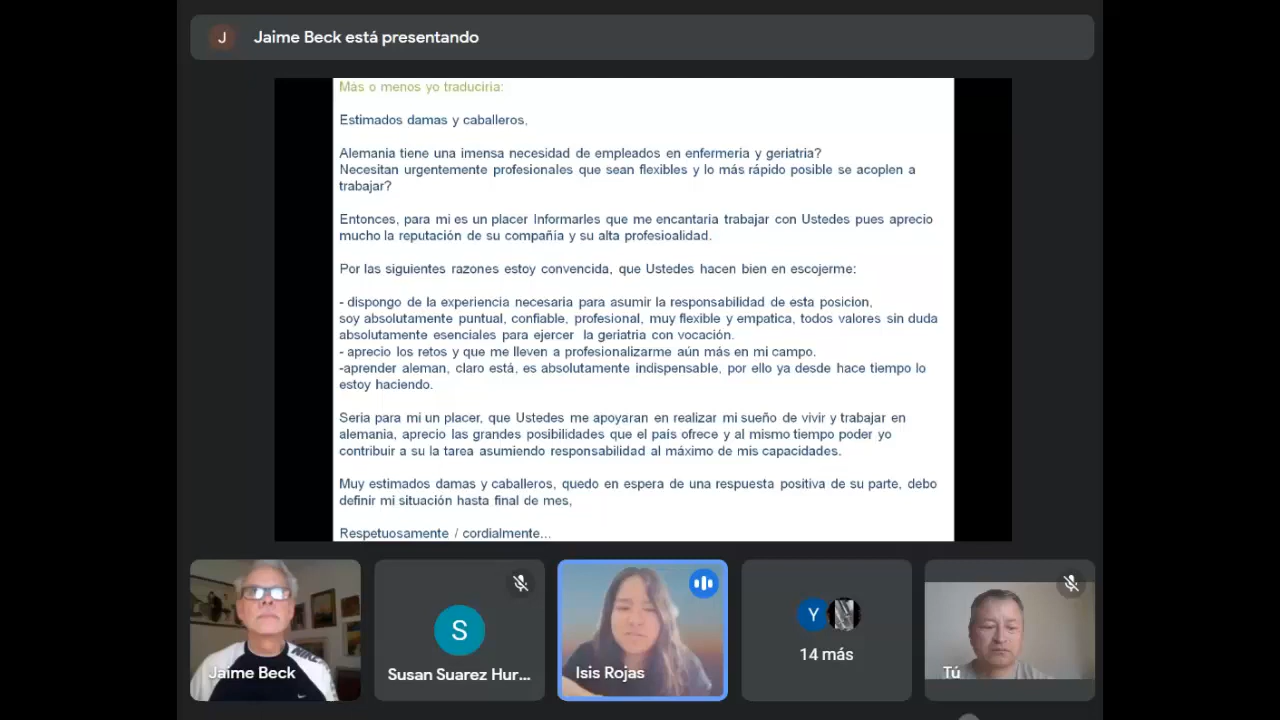 J
Jaime Beck está presentando
Más o menos yo traduciria:
Estimados damas y caballeros,
Alemania tiene una imensa necesidad de empleados en enfermeria y geriatria?
Necesitan urgentemente profesionales que sean flexibles y lo más rápido posible se acoplen a
trabajar?
Entonces, para mi es un placer Informarles que me encantaria trabajar con Ustedes pues aprecio
mucho la reputación de su compañia y su alta profesioalidad.
Por las siguientes razones estoy convencida, que Ustedes hacen bien en escojerme:
- dispongo de la experiencia necesaria para asumir la responsabilidad de esta posicion,
soy absolutamente puntual, confiable, profesional, muy flexible y empatica, todos valores sin duda
absolutamente esenciales para ejercer la geriatria con vocación.
- aprecio los retos y que me lleven a profesionalizarme aún más en mi campo.
-aprender aleman, claro está, es absolutamente indispensable, por ello ya desde hace tiempo lo
estoy haciendo.
Seria para mi un placer, que Ustedes me apoyaran en realizar mi sueño de vivir y trabajar en
alemania, aprecio las grandes posibilidades que el pais ofrece y al mismo tiempo poder yo
contribuir a su la tarea asumiendo responsabilidad al máximo de mis capacidades.
Muy estimados damas y caballeros, quedo en espera de una respuesta positiva de su parte, debo
definir mi situación hasta final de mes,
Respetuosamente / cordialmente...
S
Y
14 más
Jaime Beck
Susan Suarez Hur...
Isis Rojas
Tú